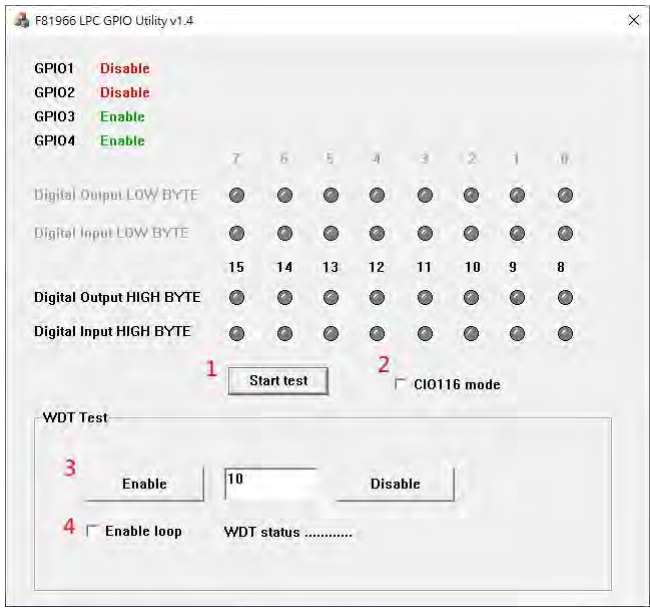 F81966 LPC GPIO Utility v1.4
GPIO1 Disable
GPIO2 Disable
GPIO3 Enable
GPIO4 Enable
7 6 5 4 3 2 1 0
Digital Output LOW BYTE
Digital Input LOW BYTE
15 14 13 12 11 10 9 8
Digital Output HIGH BYTE
Digital Input HIGH BYTE
1 Start test 2 CIO116 mode
WDT Test
3 Enable 10 Disable
4 Enable loop WDT status ............